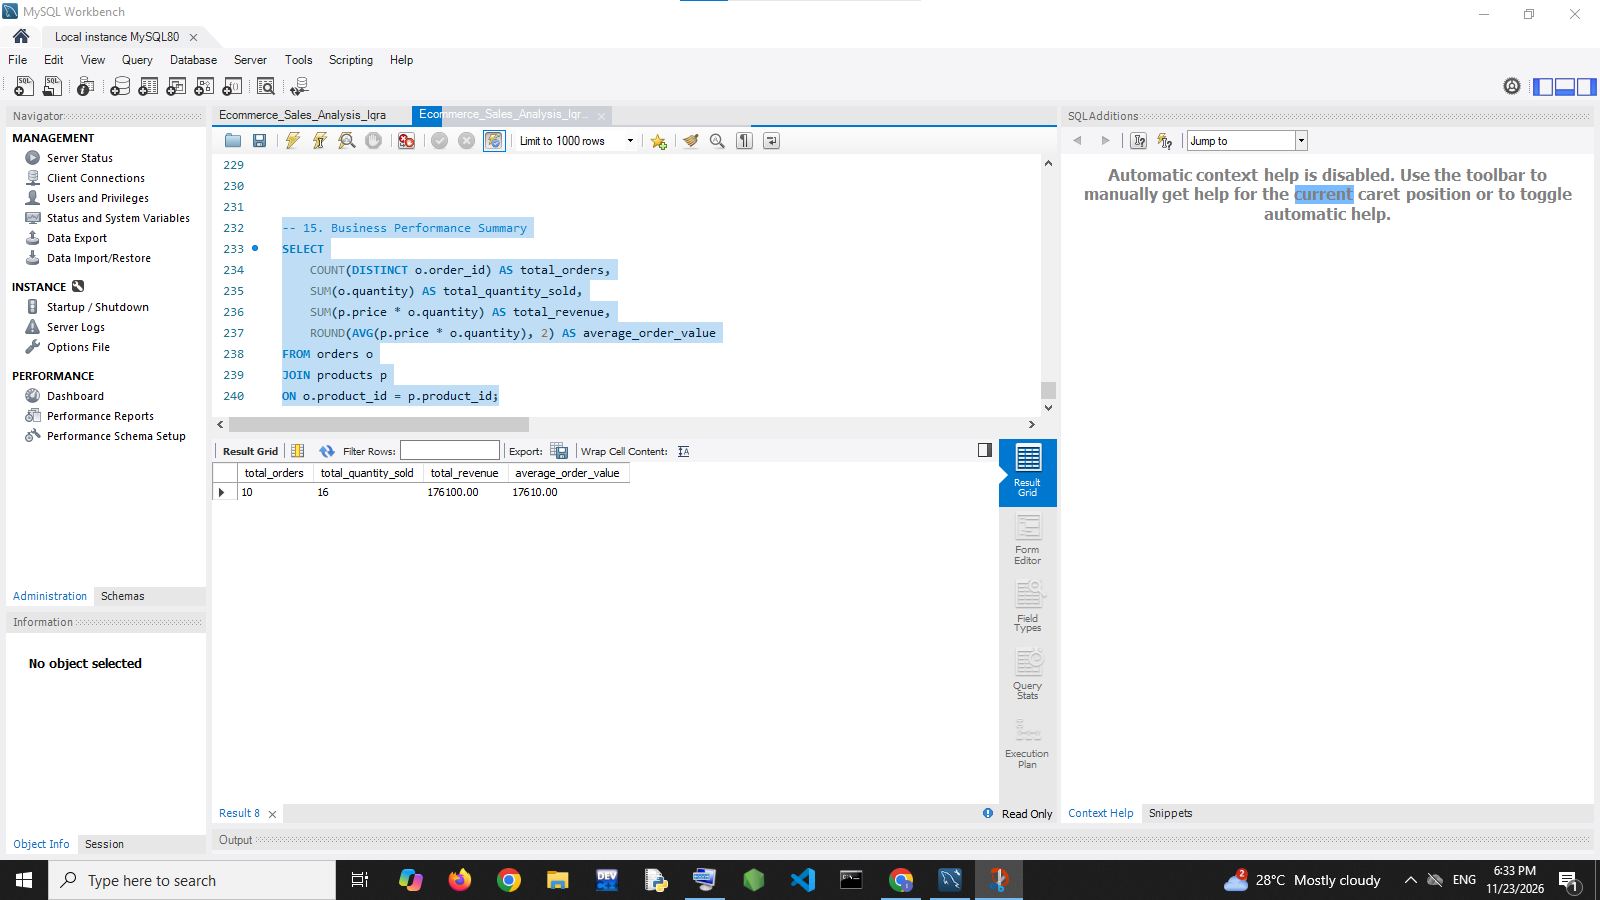 MySQL Workbench
Local instance MySQL80
File Edit View Query Database Server Tools Scripting Help
Navigator
MANAGEMENT
Server Status
Client Connections
Users and Privileges
Status and System Variables
Data Export
Data Import/Restore
INSTANCE
Startup / Shutdown
Server Logs
Options File
PERFORMANCE
Dashboard
Performance Reports
Performance Schema Setup
Administration Schemas
Information
No object selected
Object Info Session
Ecommerce_Sales_Analysis_Iqra
Ecommerce_Sales_Analysis_Iqr...
Limit to 1000 rows
229
230
231
232 -- 15. Business Performance Summary
233 SELECT
234 COUNT(DISTINCT o.order_id) AS total_orders,
235 SUM(o.quantity) AS total_quantity_sold,
236 SUM(p.price * o.quantity) AS total_revenue,
237 ROUND(AVG(p.price * o.quantity), 2) AS average_order_value
238 FROM orders o
239 JOIN products p
240 ON o.product_id = p.product_id;
Result Grid Filter Rows: Export: Wrap Cell Content:
total_orders total_quantity_sold total_revenue average_order_value
10 16 176100.00 17610.00
Result Grid
Form Editor
Field Types
Query Stats
Execution Plan
Result 8
Read Only
Output
SQLAdditions
Jump to
Automatic context help is disabled. Use the toolbar to
manually get help for the current caret position or to toggle
automatic help.
Context Help Snippets
Type here to search
DEV
2
28°C Mostly cloudy
ENG
6:33 PM
11/23/2026
1